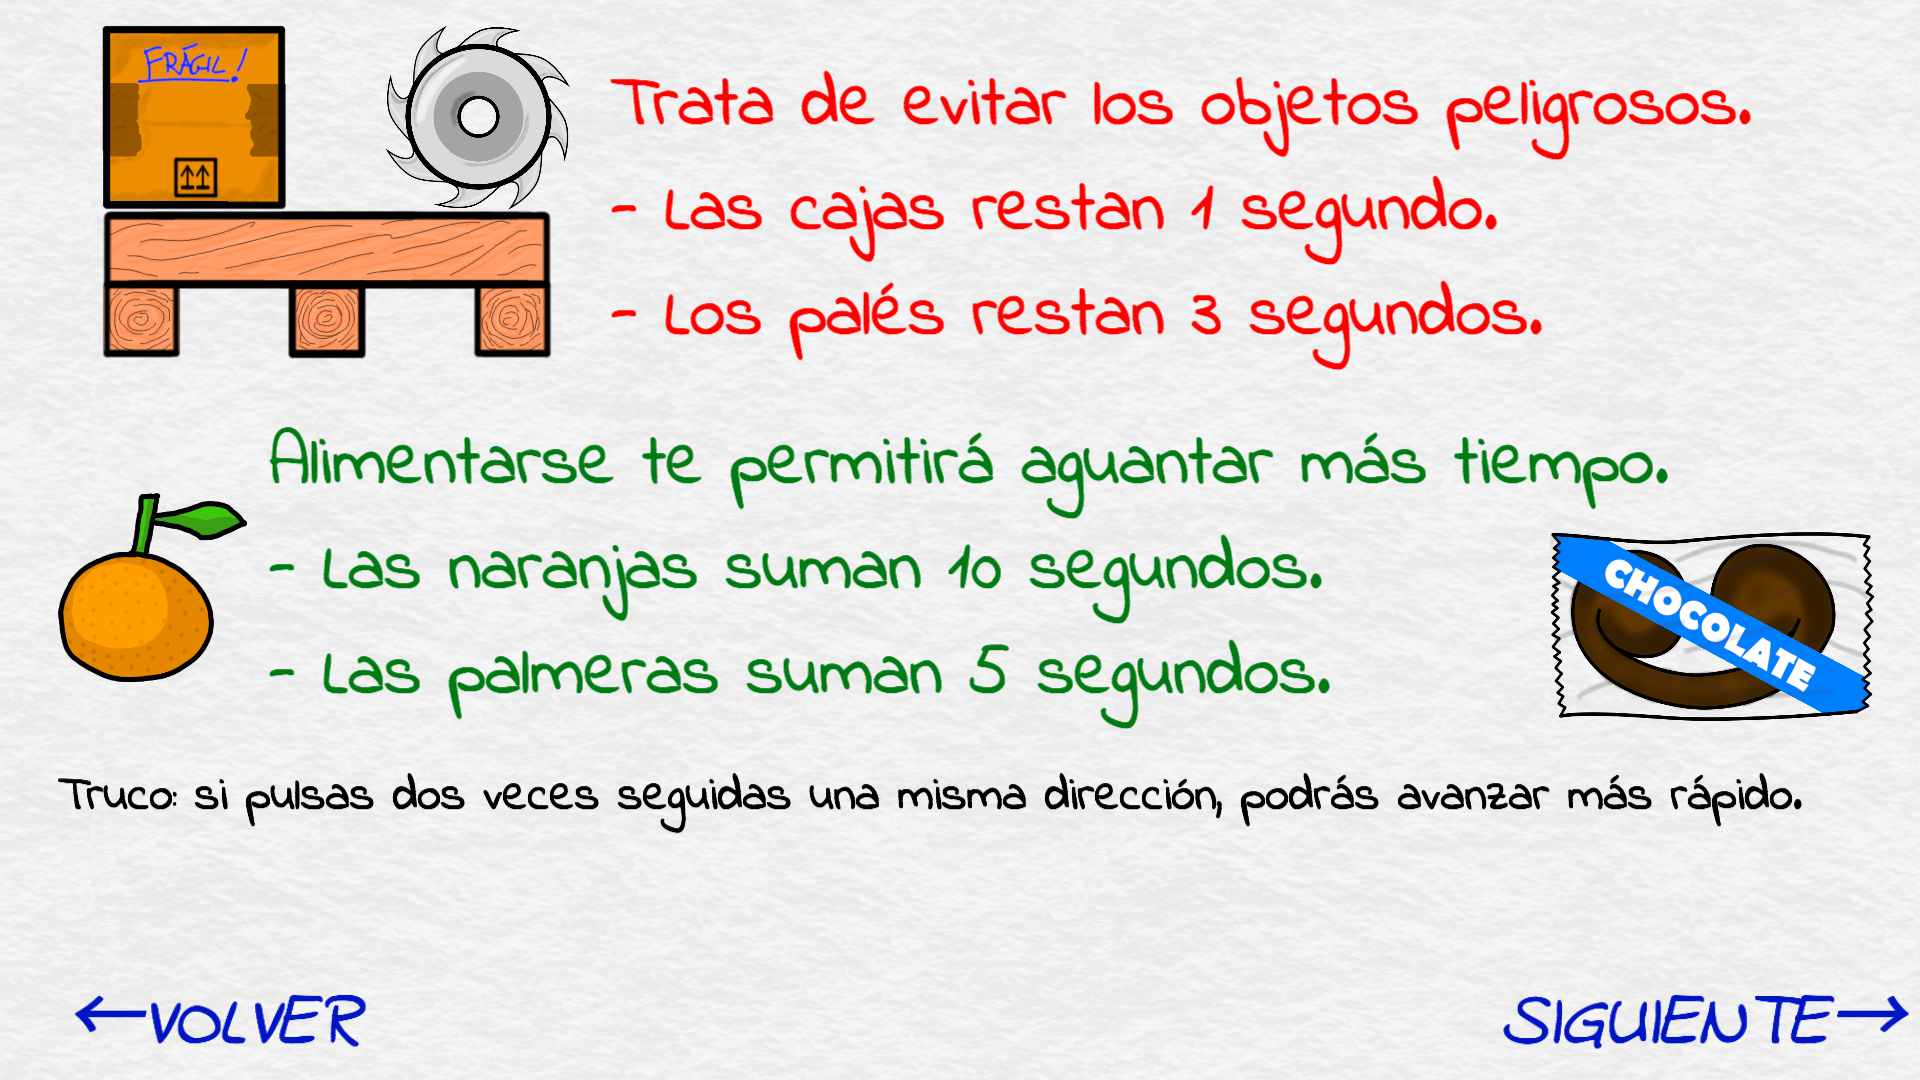 FRÁGIL!
Trata de evitar los objetos peligrosos.
- Las cajas restan 1 segundo.
- Los palés restan 3 segundos.
Alimentarse te permitirá aguantar más tiempo.
- Las naranjas suman 10 segundos.
- Las palmeras suman 5 segundos.
CHOCOLATE
Truco: si pulsas dos veces seguidas una misma dirección, podrás avanzar más rápido.
←VOLVER
SIGUIENTE→